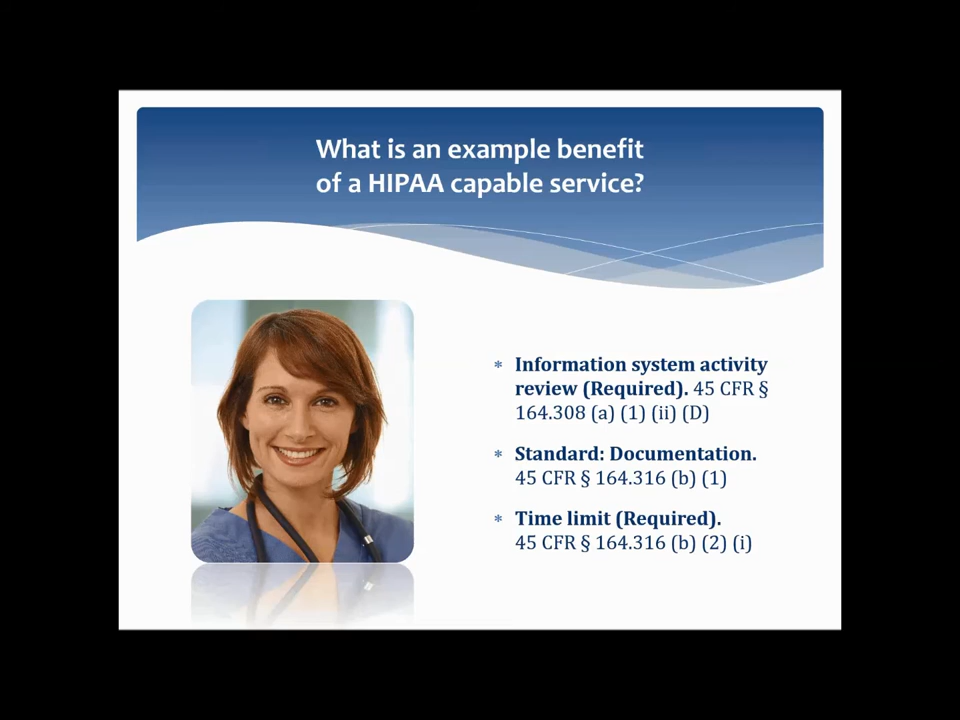 What is an example benefit
of a HIPAA capable service?
* Information system activity
review (Required). 45 CFR §
164.308 (a) (1) (ii) (D)
* Standard: Documentation.
45 CFR § 164.316 (b) (1)
* Time limit (Required).
45 CFR § 164.316 (b) (2) (i)